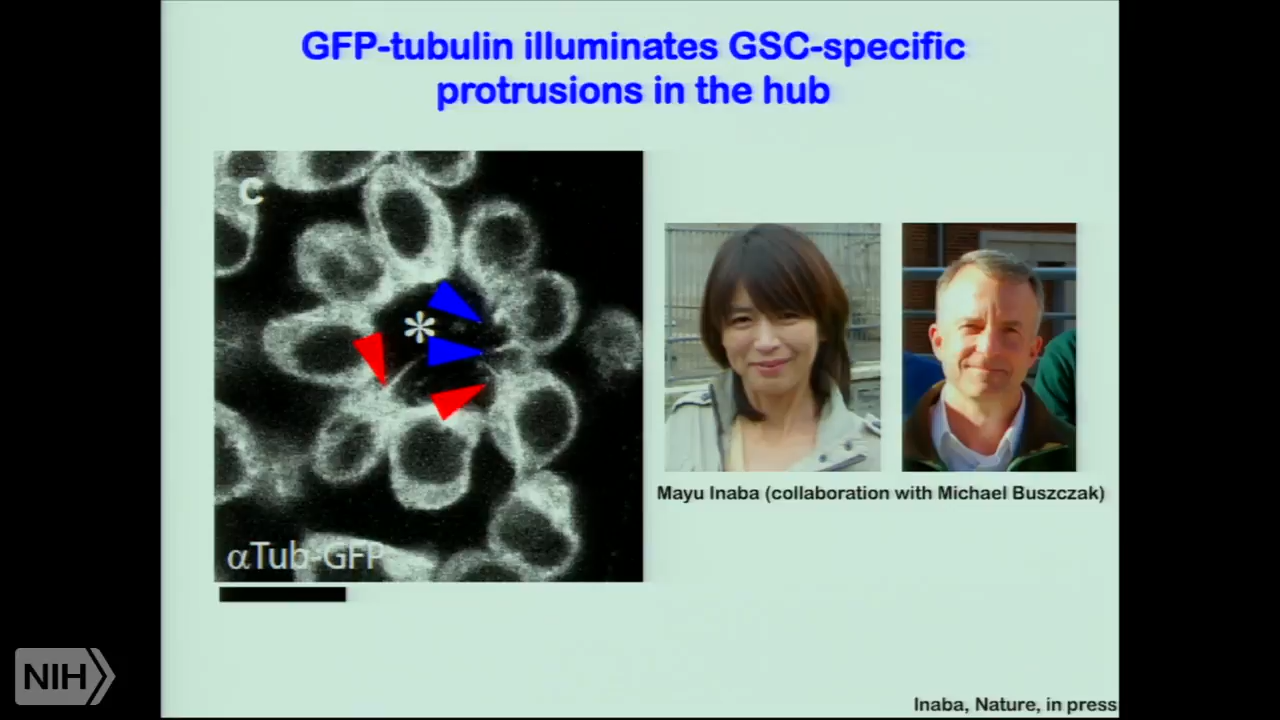 GFP-tubulin illuminates GSC-specific
protrusions in the hub
c
*
αTub-GFP
Mayu Inaba (collaboration with Michael Buszczak)
NIH
Inaba, Nature, in press